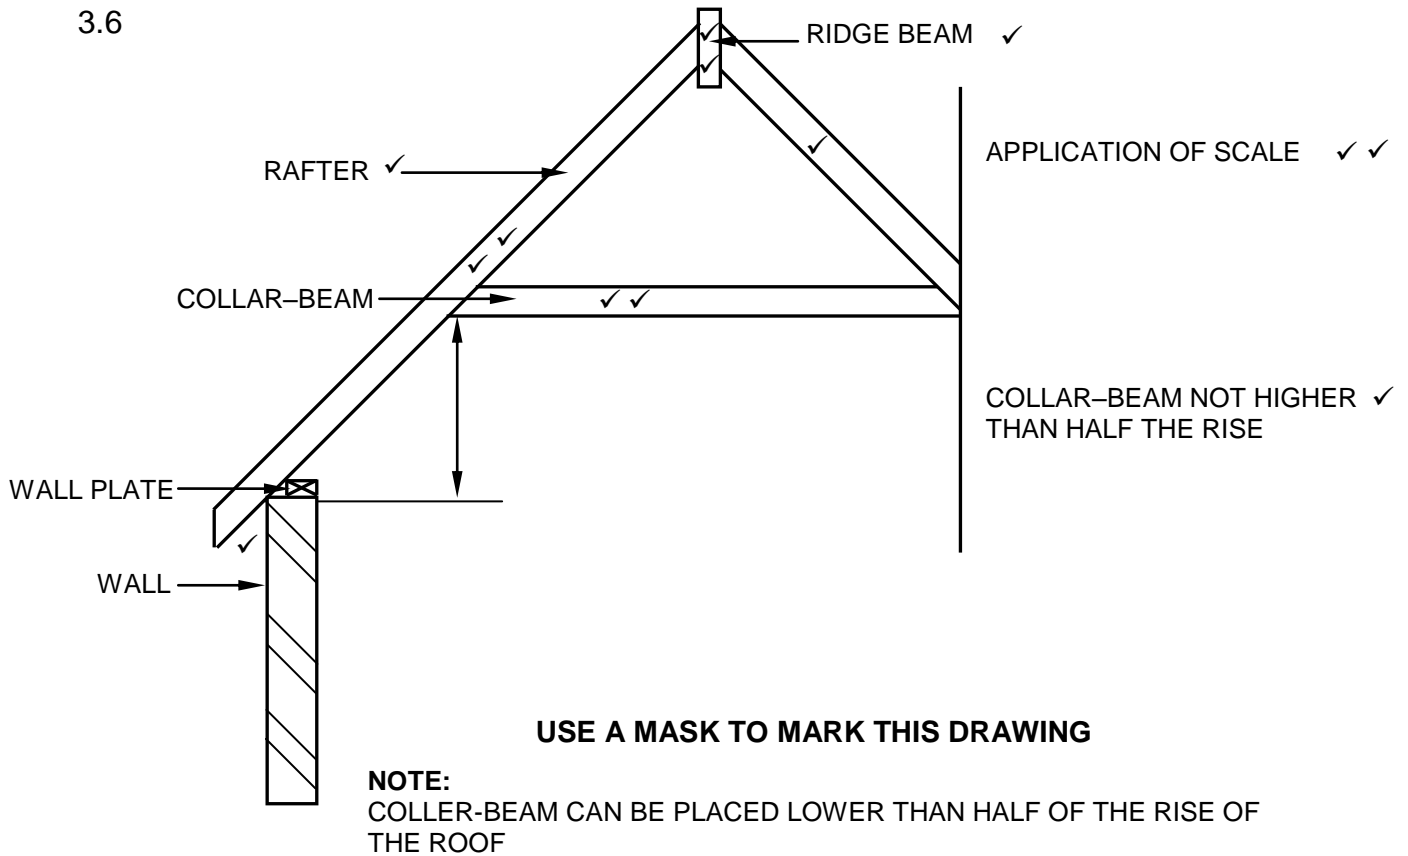 3.6
RIDGE BEAM ✓
APPLICATION OF SCALE ✓ ✓
RAFTER ✓
COLLAR–BEAM
COLLAR–BEAM NOT HIGHER ✓
THAN HALF THE RISE
WALL PLATE
WALL
USE A MASK TO MARK THIS DRAWING
NOTE:
COLLER-BEAM CAN BE PLACED LOWER THAN HALF OF THE RISE OF
THE ROOF